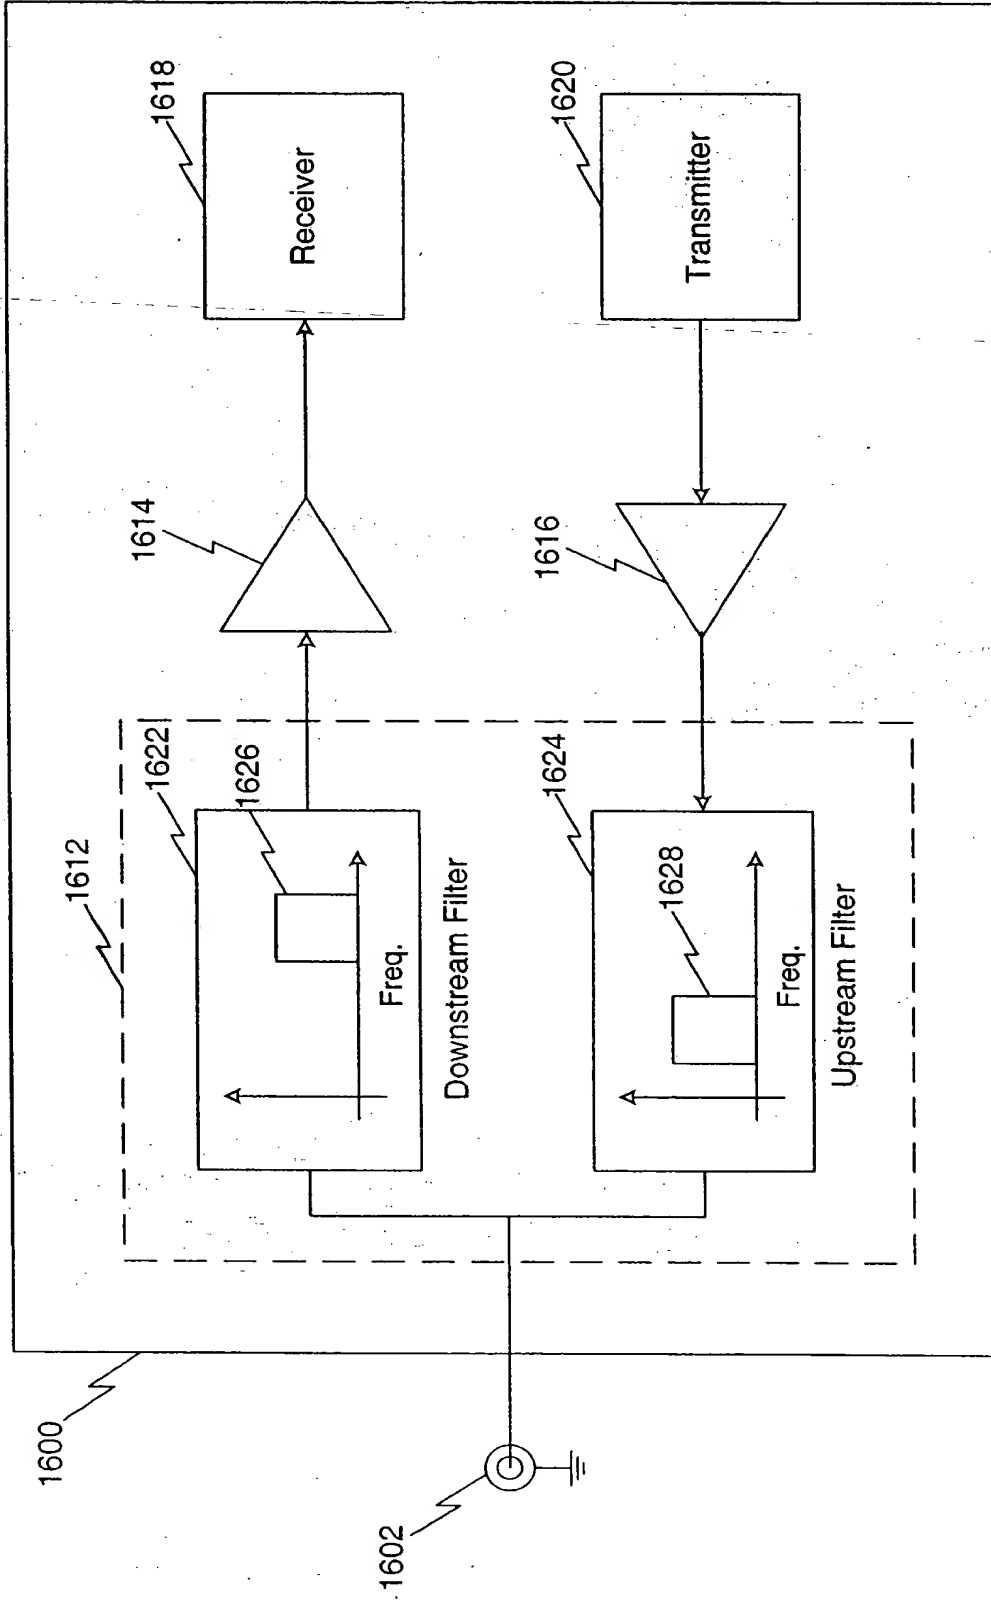 1600
1602
1612
1622
1626
Freq.
Downstream Filter
1614
1618
Receiver
1624
1628
Freq.
Upstream Filter
1616
1620
Transmitter